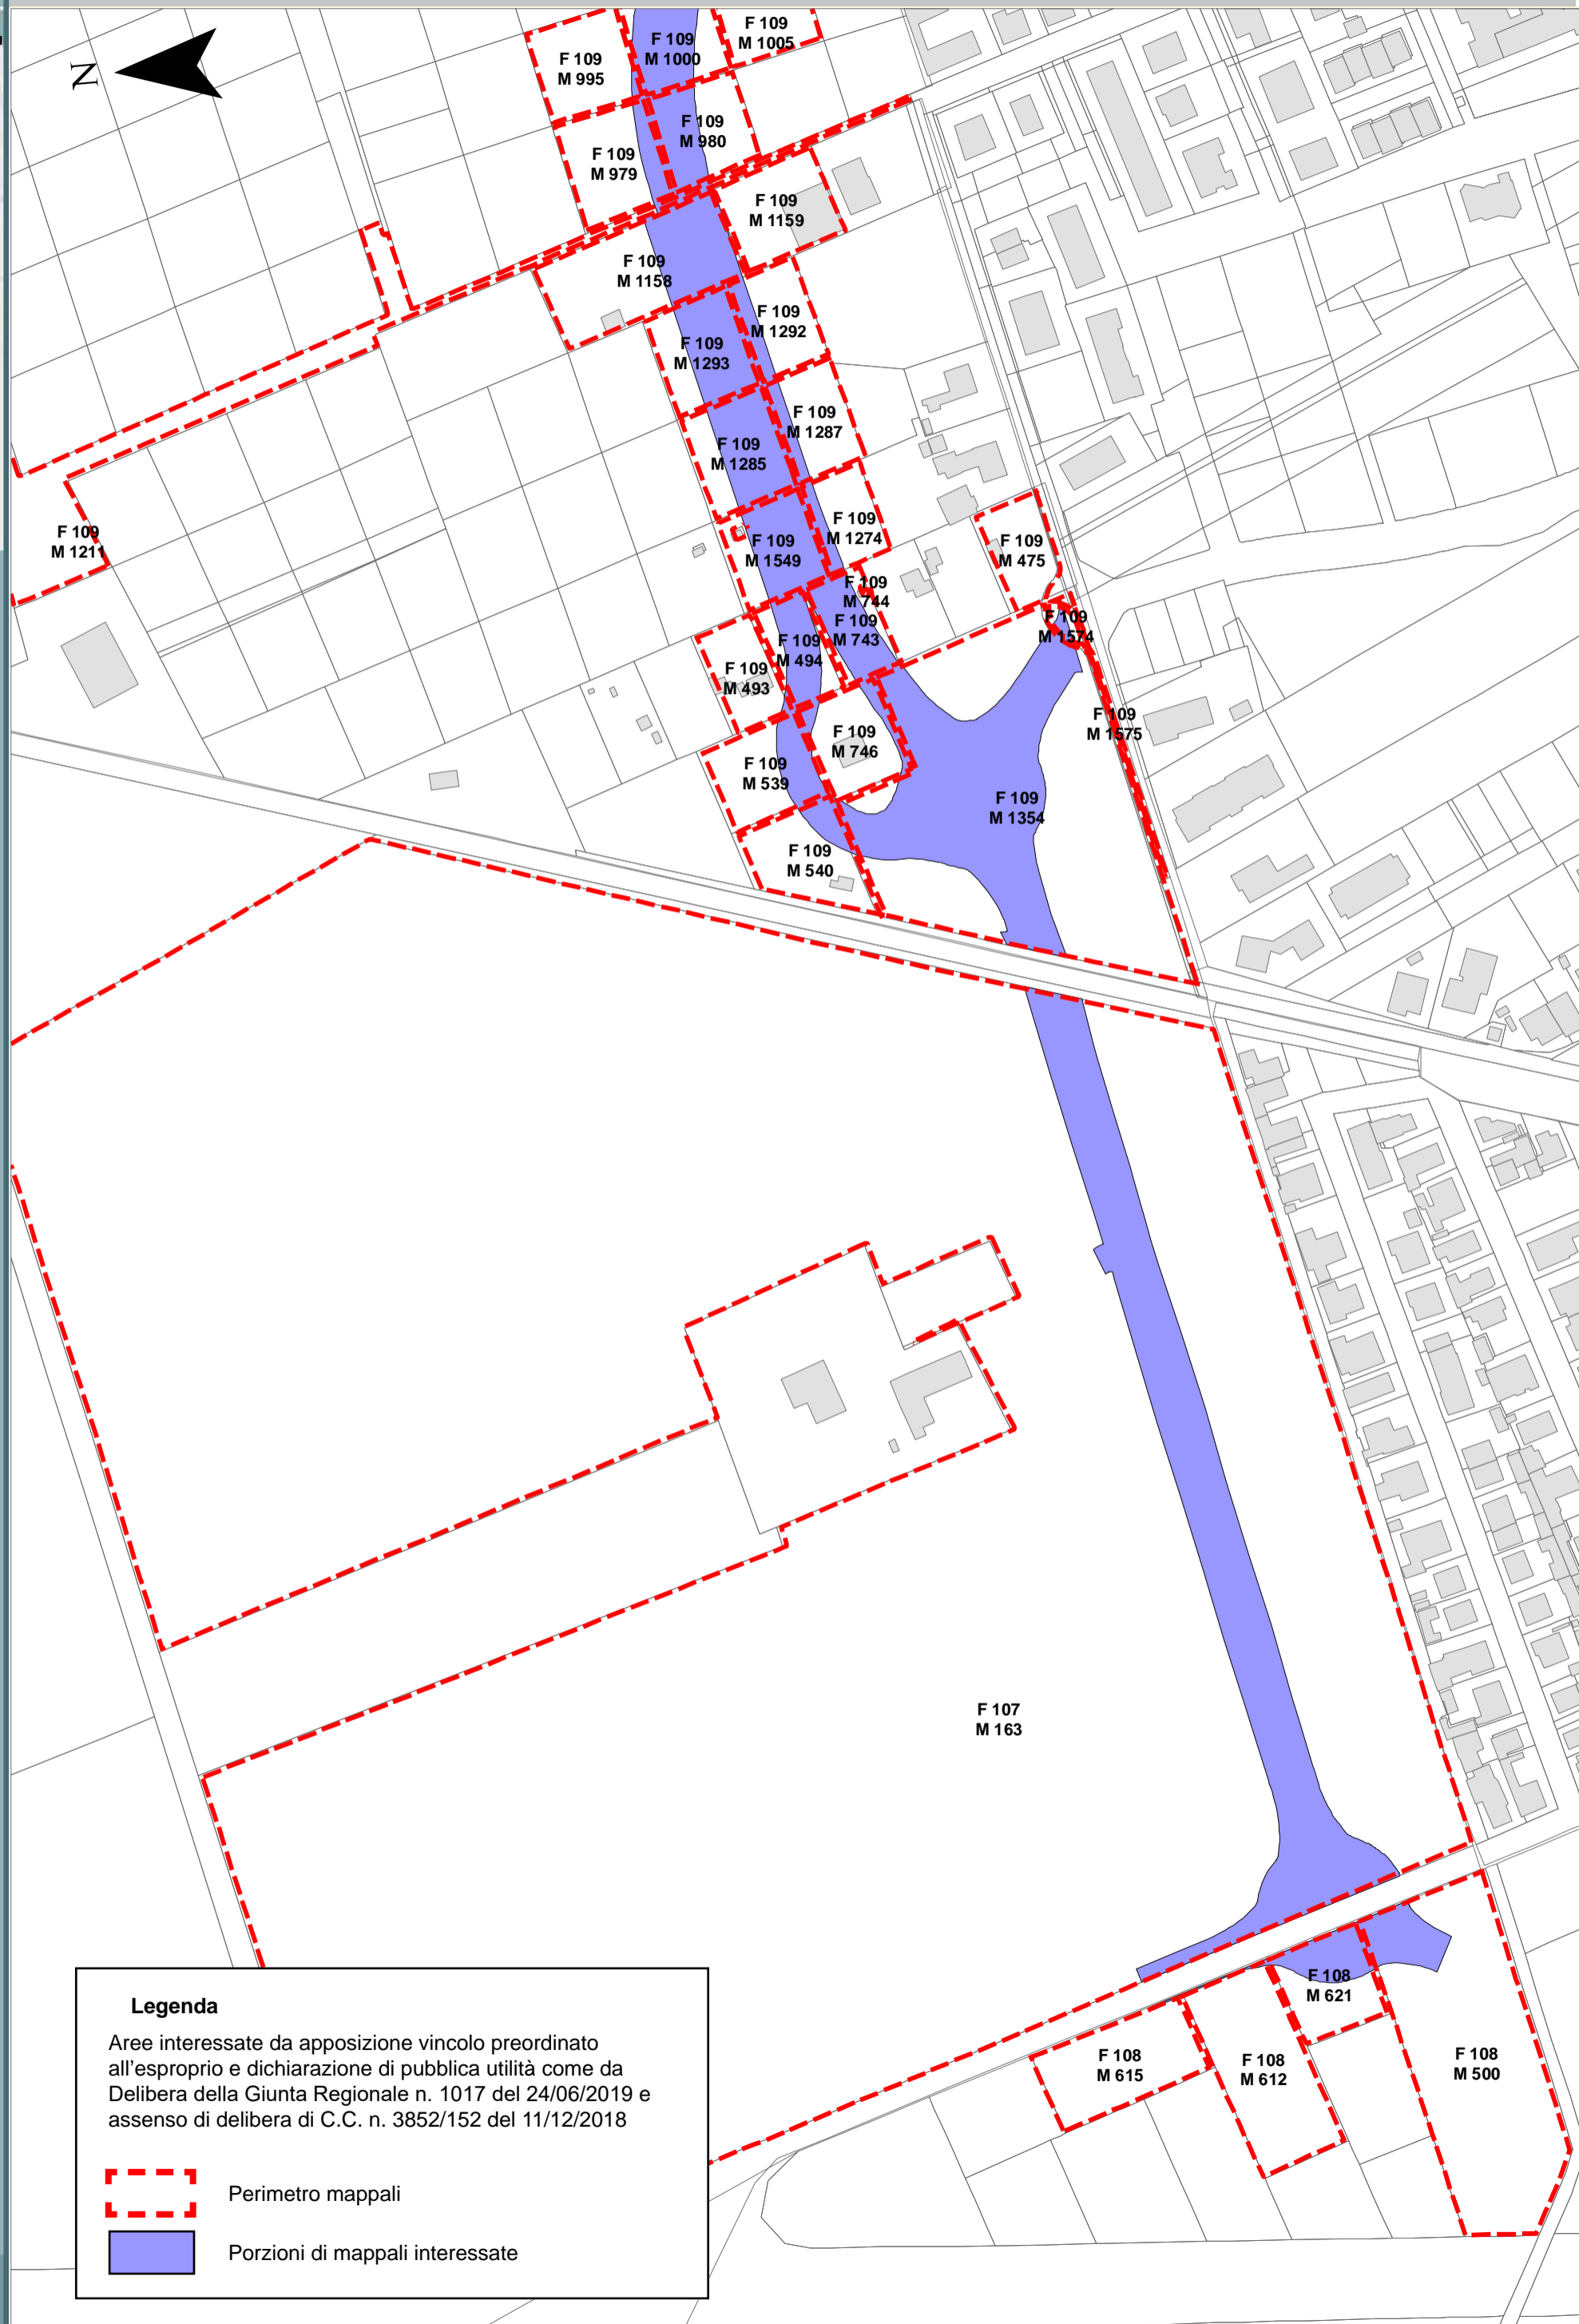 N
F 109
M 1005
F 109
M 1000
F 109
M 995
F 109
M 980
F 109
M 979
F 109
M 1159
F 109
M 1158
F 109
M 1292
F 109
M 1293
F 109
M 1287
F 109
M 1285
F 109
M 1211
F 109
M 1274
F 109
M 1549
F 109
M 475
F 109
M 744
F 109
M 743
F 109
M 1574
F 109
M 494
F 109
M 493
F 109
M 1575
F 109
M 746
F 109
M 539
F 109
M 1354
F 109
M 540
F 107
M 163
F 108
M 621
F 108
M 615
F 108
M 612
F 108
M 500
Legenda
Aree interessate da apposizione vincolo preordinato
all'esproprio e dichiarazione di pubblica utilità come da
Delibera della Giunta Regionale n. 1017 del 24/06/2019 e
assenso di delibera di C.C. n. 3852/152 del 11/12/2018
Perimetro mappali
Porzioni di mappali interessate